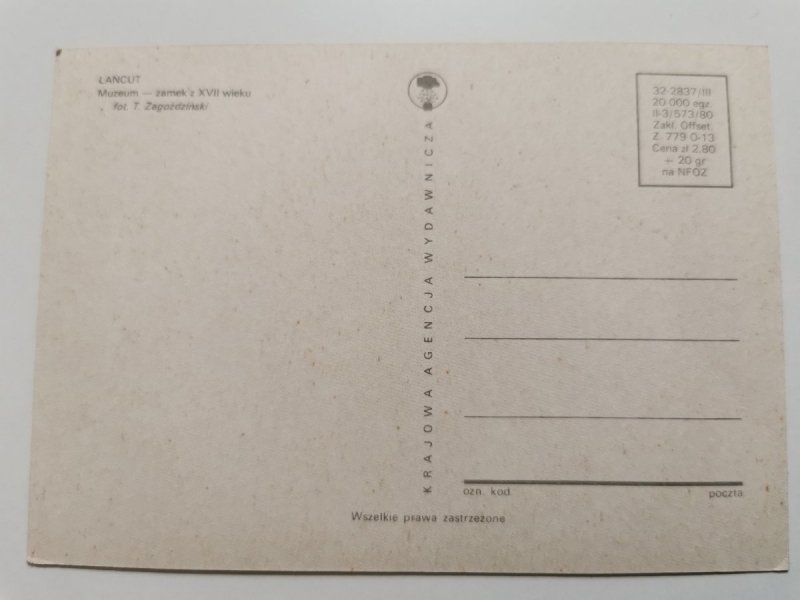 ŁAŃCUT
Muzeum — zamek z XVII wieku
fot. T. Zagoździński
KRAJOWA AGENCJA WYDAWNICZA
32-2837/III
20 000 egz.
II-3/573/80
Zakł. Offset.
Z. 779 0-13
Cena zł 2,80
+ 20 gr
na NFOZ
ozn. kod.
poczta
Wszelkie prawa zastrzeżone